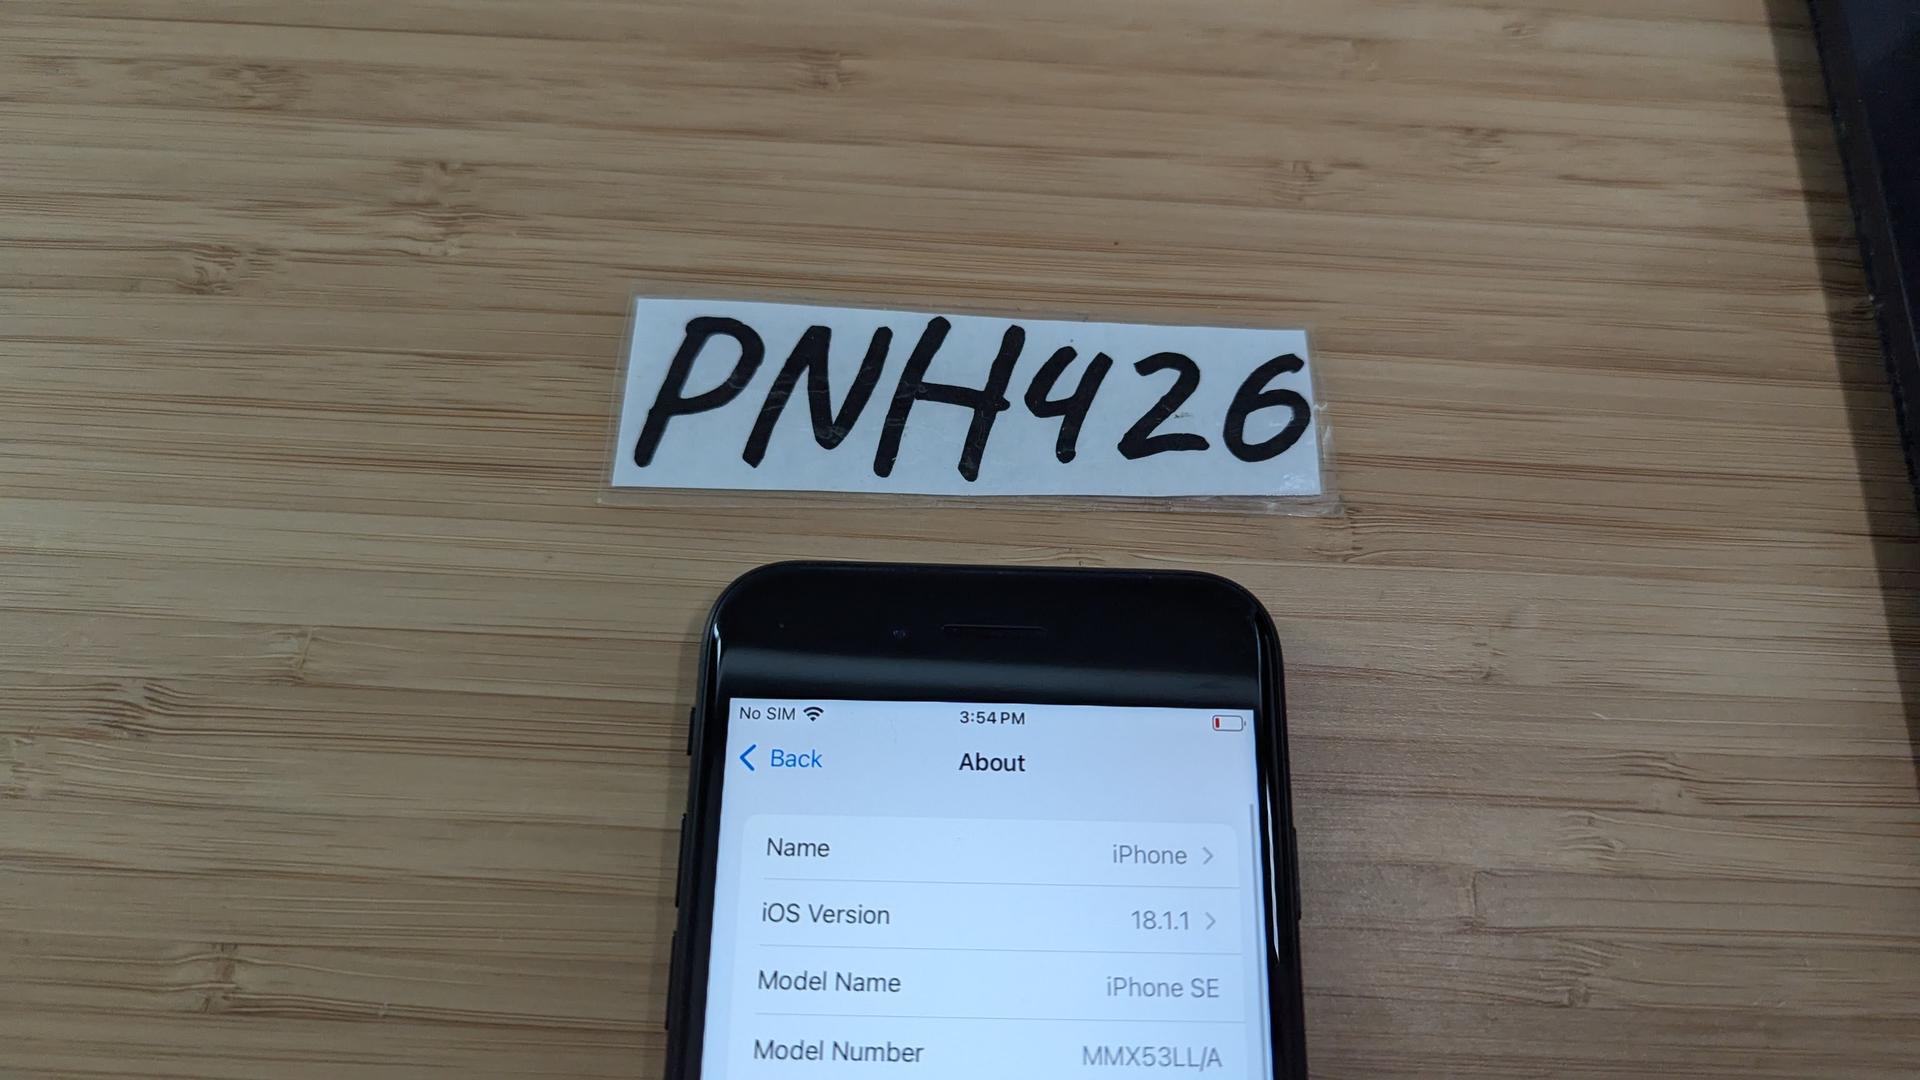 PNH426
No SIM 3:54 PM
Back About
Name iPhone
iOS Version 18.1.1
Model Name iPhone SE
Model Number MMX53LL/A